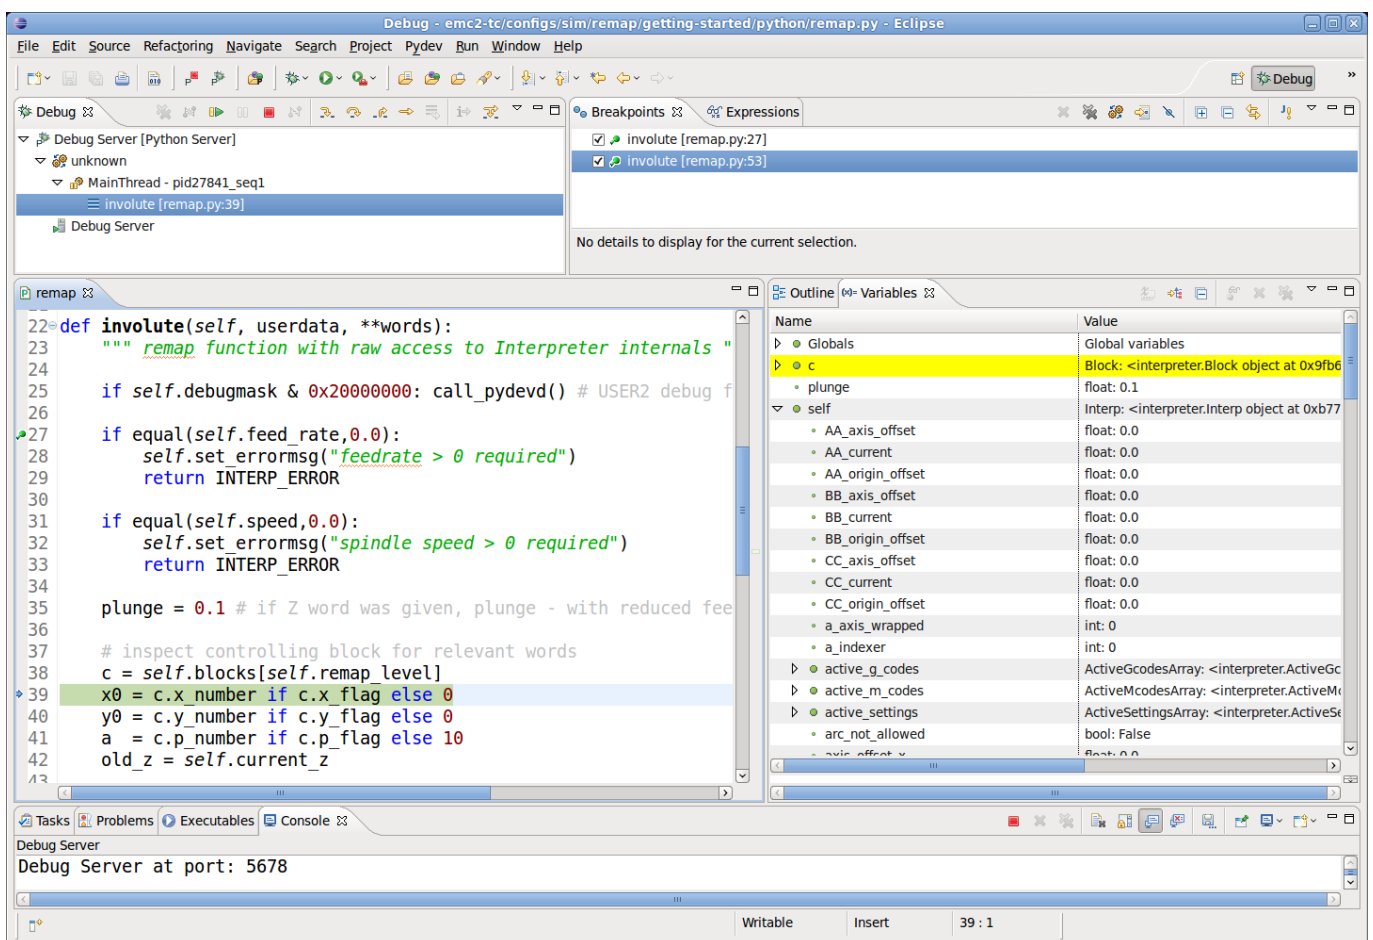 Debug - emc2-tc/configs/sim/remap/getting-started/python/remap.py - Eclipse
File Edit Source Refactoring Navigate Search Project Pydev Run Window Help
Debug »
Debug
Debug Server [Python Server]
unknown
MainThread - pid27841_seq1
involute [remap.py:39]
Debug Server
Breakpoints Expressions
involute [remap.py:27]
involute [remap.py:53]
No details to display for the current selection.
remap
22 def involute(self, userdata, **words):
23 """ remap function with raw access to Interpreter internals "
24
25 if self.debugmask & 0x20000000: call_pydevd() # USER2 debug f
26
27 if equal(self.feed_rate,0.0):
28 self.set_errormsg("feedrate > 0 required")
29 return INTERP_ERROR
30
31 if equal(self.speed,0.0):
32 self.set_errormsg("spindle speed > 0 required")
33 return INTERP_ERROR
34
35 plunge = 0.1 # if Z word was given, plunge - with reduced fee
36
37 # inspect controlling block for relevant words
38 c = self.blocks[self.remap_level]
39 x0 = c.x_number if c.x_flag else 0
40 y0 = c.y_number if c.y_flag else 0
41 a = c.p_number if c.p_flag else 10
42 old_z = self.current_z
43
Outline Variables
Name Value
Globals Global variables
c Block: <interpreter.Block object at 0x9fb6
plunge float: 0.1
self Interp: <interpreter.Interp object at 0xb77
AA_axis_offset float: 0.0
AA_current float: 0.0
AA_origin_offset float: 0.0
BB_axis_offset float: 0.0
BB_current float: 0.0
BB_origin_offset float: 0.0
CC_axis_offset float: 0.0
CC_current float: 0.0
CC_origin_offset float: 0.0
a_axis_wrapped int: 0
a_indexer int: 0
active_g_codes ActiveGcodesArray: <interpreter.ActiveGc
active_m_codes ActiveMcodesArray: <interpreter.ActiveMc
active_settings ActiveSettingsArray: <interpreter.ActiveSe
arc_not_allowed bool: False
axis_offset_x float: 0.0
Tasks Problems Executables Console
Debug Server
Debug Server at port: 5678
Writable Insert 39 : 1